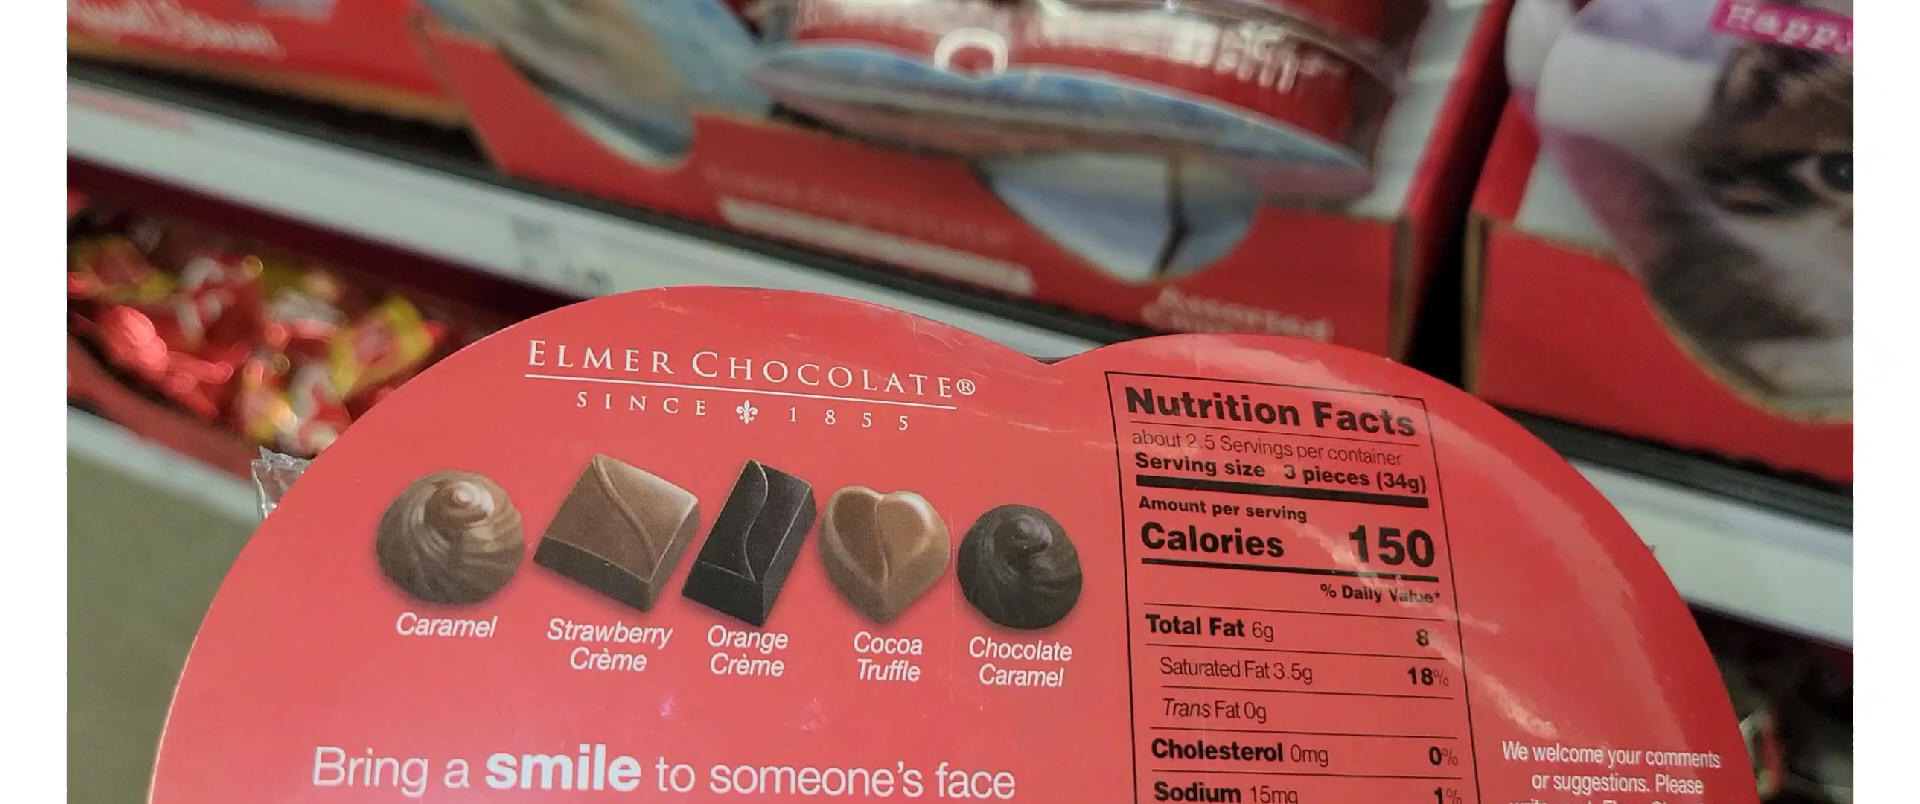 Happy
Assorted
ELMER CHOCOLATE®
SINCE 1855
Caramel
Strawberry
Crème
Orange
Crème
Cocoa
Truffle
Chocolate
Caramel
Bring a smile to someone's face
Nutrition Facts
about 2.5 Servings per container
Serving size 3 pieces (34g)
Amount per serving
Calories 150
% Daily Value*
Total Fat 6g 8%
Saturated Fat 3.5g 18%
Trans Fat 0g
Cholesterol 0mg 0%
Sodium 15mg 1%
We welcome your comments
or suggestions. Please